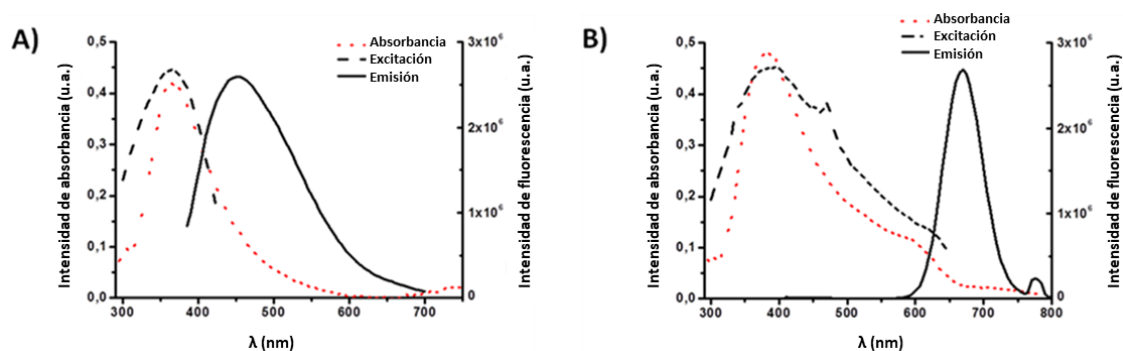 A)
Absorbancia
Excitación
Emisión
Intensidad de absorbancia (u.a.)
0,5
0,4
0,3
0,2
0,1
0,0
3x10⁶
2x10⁶
1x10⁶
0
Intensidad de fluorescencia (u.a.)
300 400 500 600 700
λ (nm)
B)
Absorbancia
Excitación
Emisión
Intensidad de absorbancia (u.a.)
0,5
0,4
0,3
0,2
0,1
0,0
3x10⁶
2x10⁶
1x10⁶
0
Intensidad de fluorescencia (u.a.)
300 400 500 600 700 800
λ (nm)